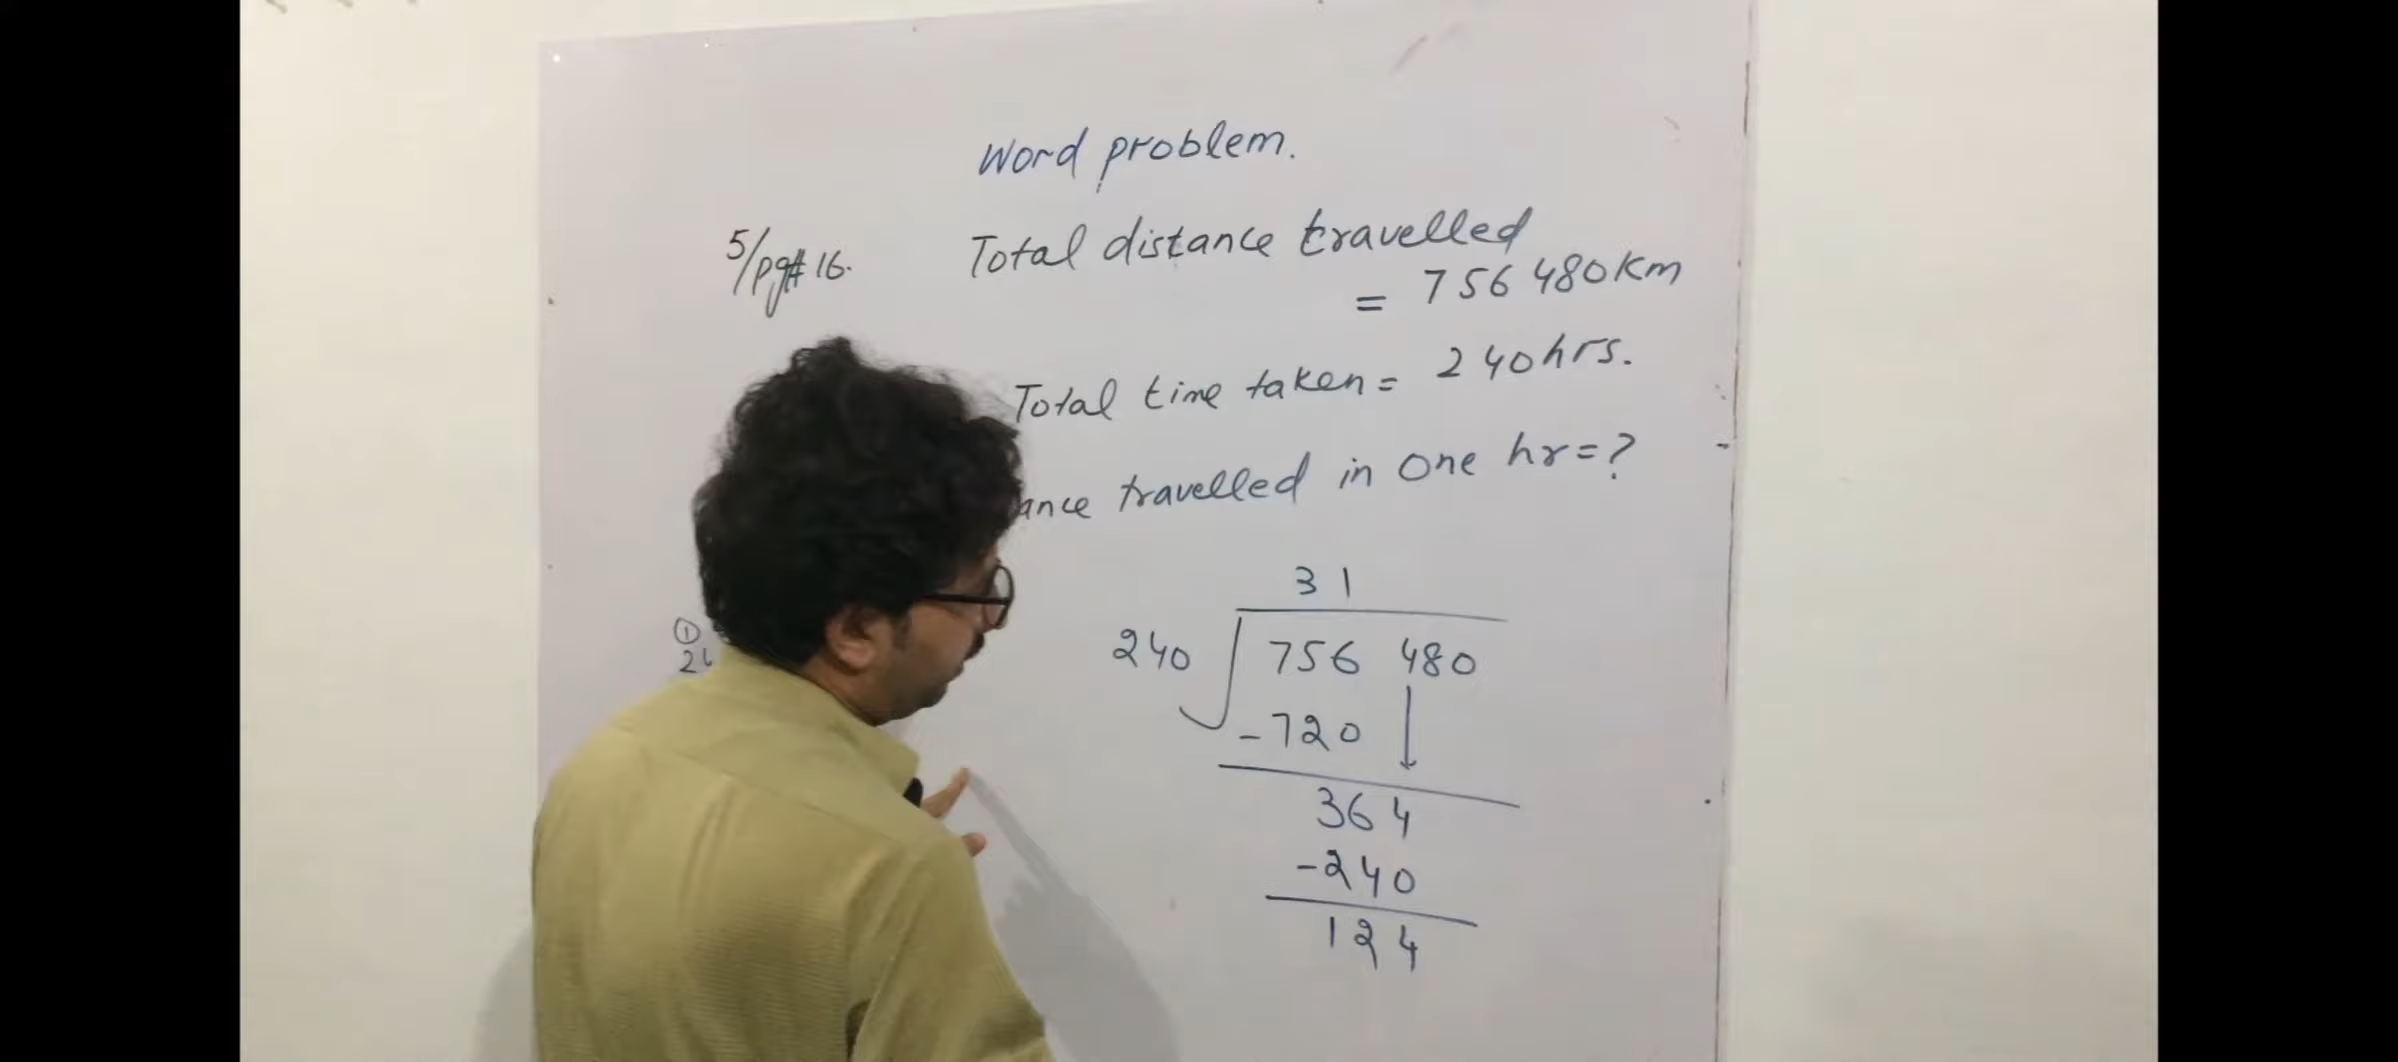 Word problem.
5/pg# 16.
Total distance travelled
= 756 480 km
Total time taken = 240 hrs.
ance travelled in one hr = ?
31
240 756 480
-720
364
-240
124
①